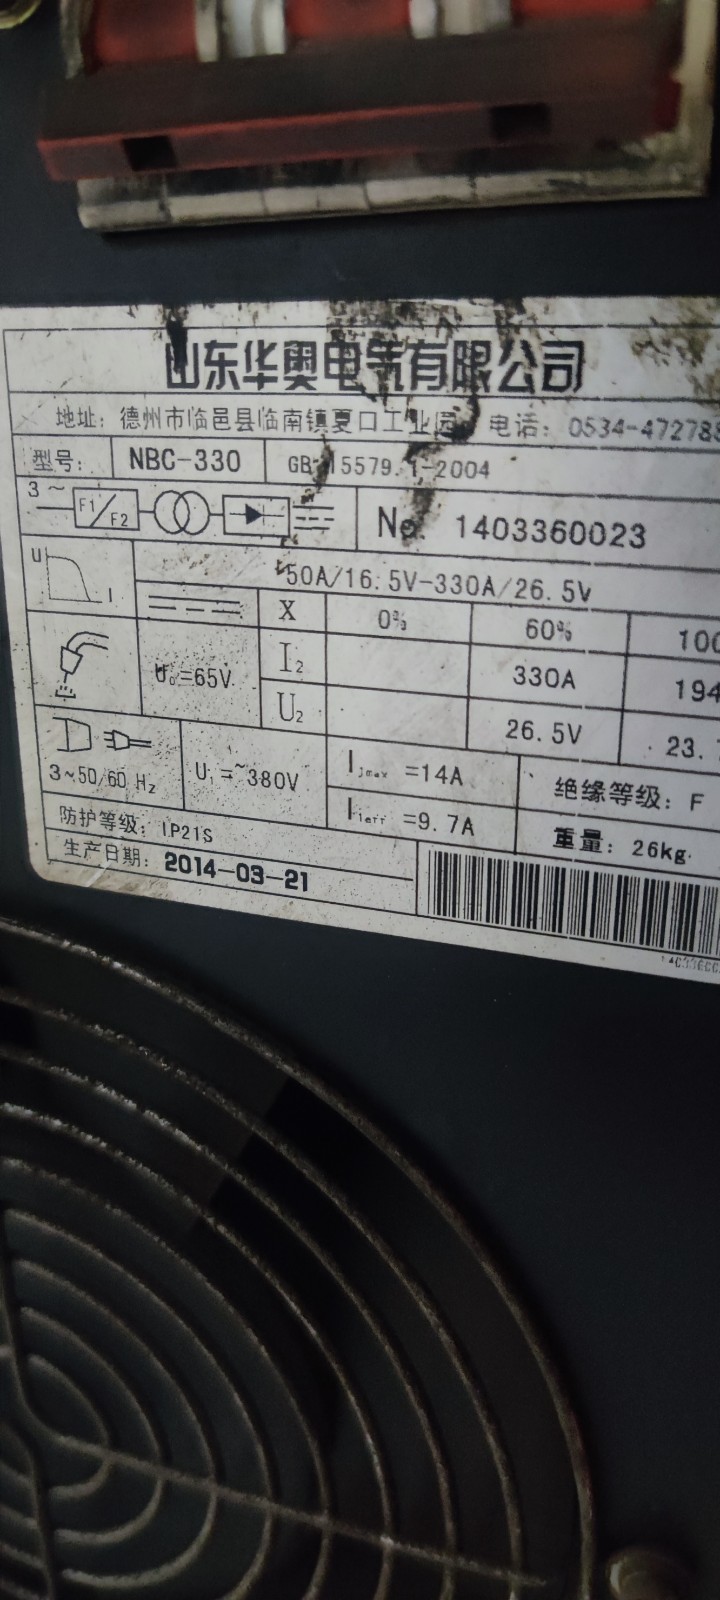 山东华奥电气有限公司
地址：德州市临邑县临南镇夏口工业园 电话：0534-47278
型号： NBC-330 GB 15579.1-2004
3~ F1/F2 No. 1403360023
U I 50A/16.5V-330A/26.5V
X 0% 60% 100
U₀=65V I₂ 330A 194
U₂ 26.5V 23.
3~50/60 Hz U₁=~380V I₁max =14A 绝缘等级：F
I₁eff =9.7A 重量：26kg
防护等级：IP21S
生产日期：2014-03-21